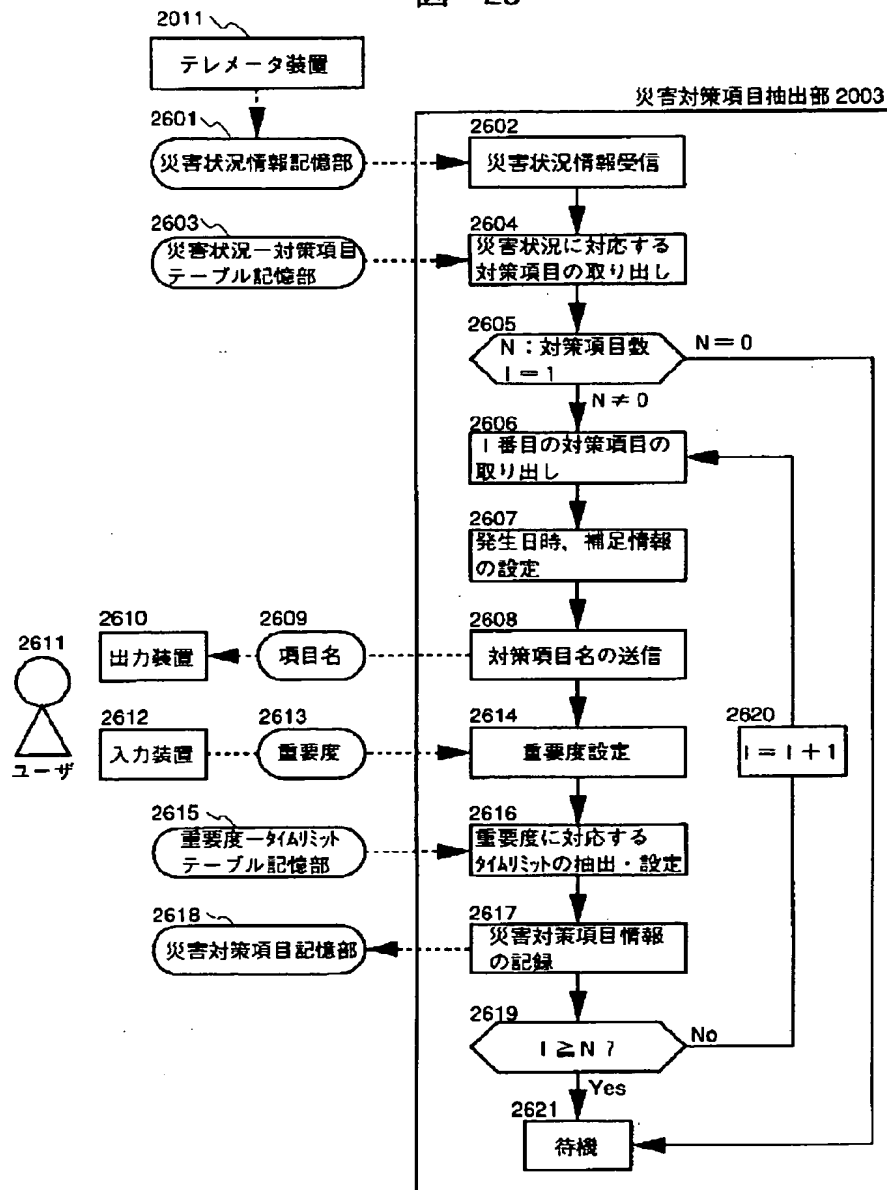 2011
テレメータ装置
災害対策項目抽出部 2003
2601
災害状況情報記憶部
2602
災害状況情報受信
2603
災害状況ー対策項目
テーブル記憶部
2604
災害状況に対応する
対策項目の取り出し
2605
N:対策項目数
I=1
N=0
N≠0
2606
I番目の対策項目の
取り出し
2607
発生日時、補足情報
の設定
2608
対策項目名の送信
2609
項目名
2610
出力装置
2611
ユーザ
2612
入力装置
2613
重要度
2614
重要度設定
2620
I=I+1
2615
重要度ータイムリミット
テーブル記憶部
2616
重要度に対応する
タイムリミットの抽出・設定
2617
災害対策項目情報
の記録
2618
災害対策項目記憶部
2619
I≧N?
No
Yes
2621
待機